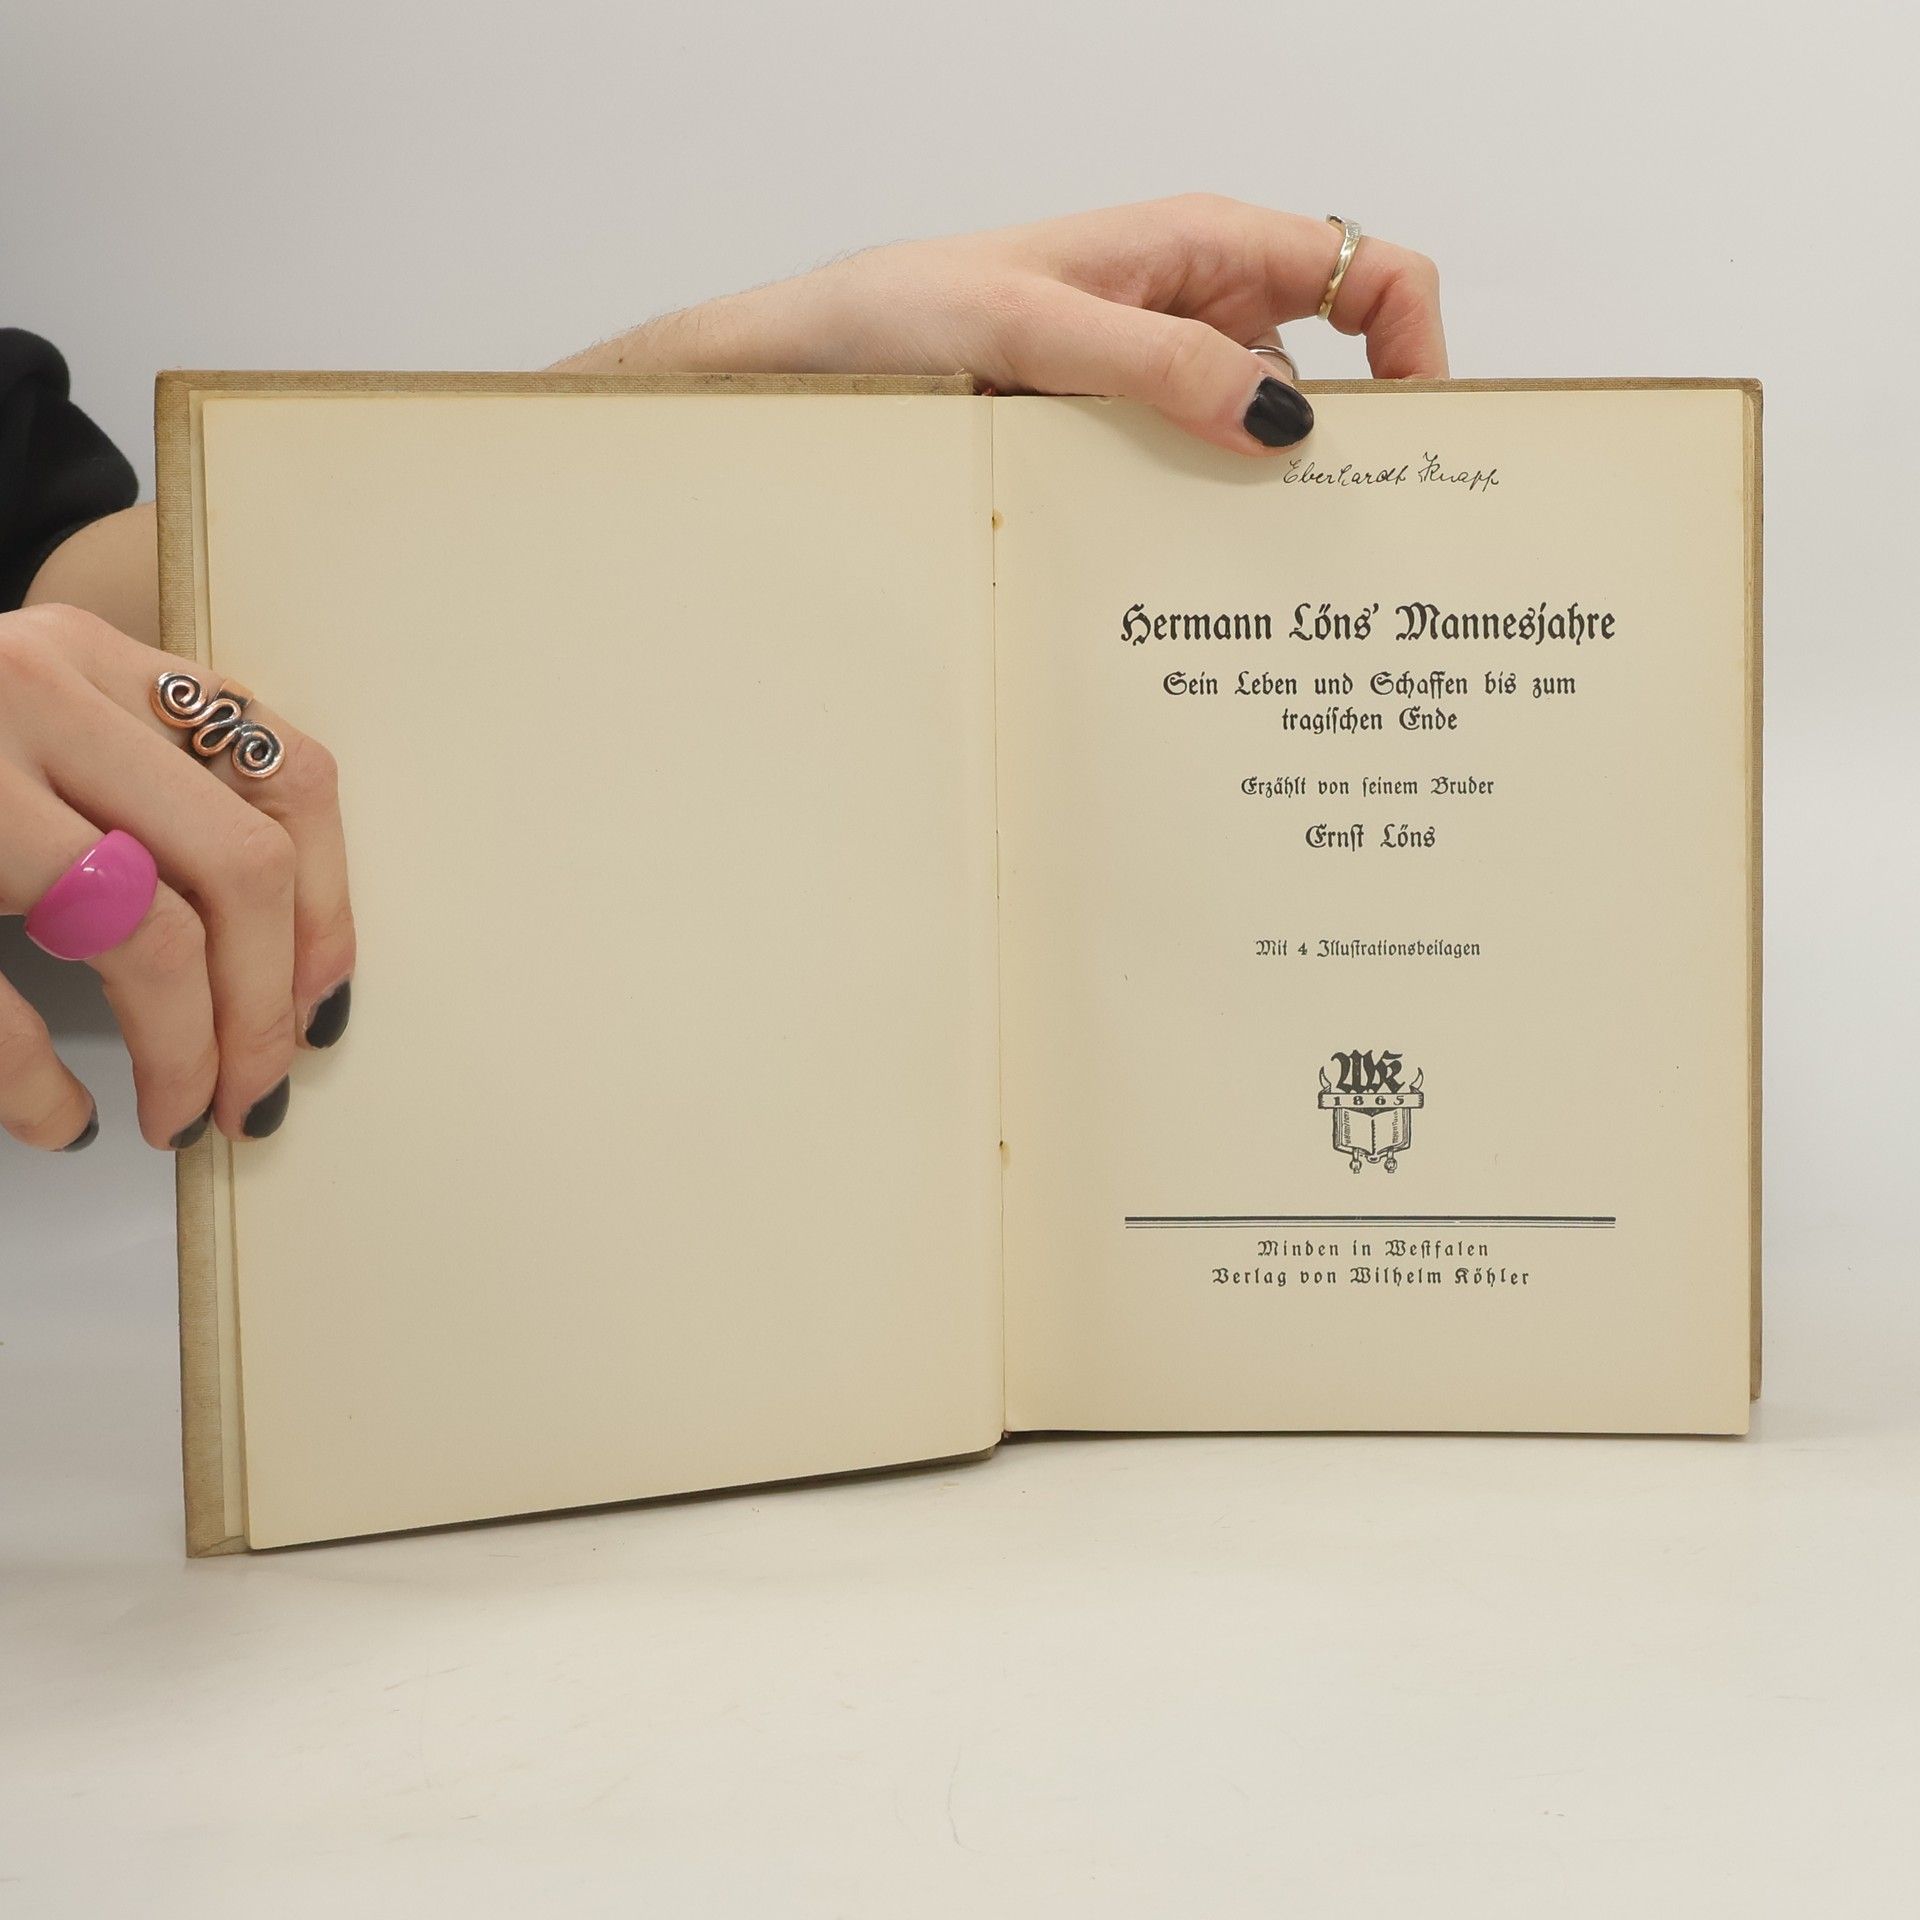 Eberhardt Knapp
Hermann Löns' Mannesjahre
Sein Leben und Schaffen bis zum
tragiſchen Ende
Erzählt von ſeinem Bruder
Ernſt Löns
Mit 4 Illuſtrationsbeilagen
WK
1865
Minden in Weſtfalen
Verlag von Wilhelm Köhler